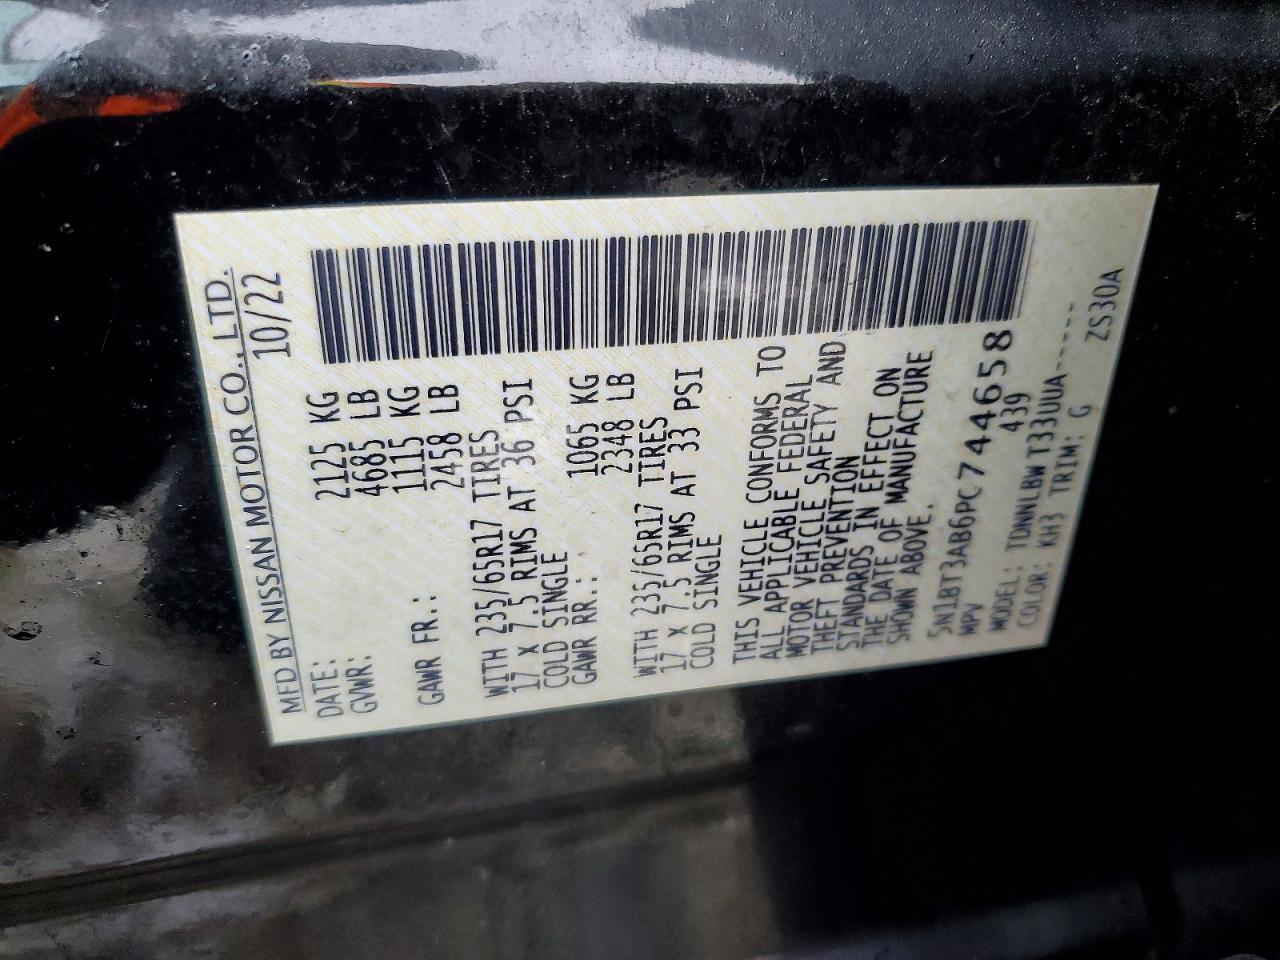 MFD BY NISSAN MOTOR CO., LTD.
DATE: 10/22
GVWR: 2125 KG
4685 LB
GAWR FR.: 1115 KG
2458 LB
WITH 235/65R17 TIRES
17 X 7.5 RIMS AT 36 PSI
COLD SINGLE
GAWR RR.: 1065 KG
2348 LB
WITH 235/65R17 TIRES
17 X 7.5 RIMS AT 33 PSI
COLD SINGLE
THIS VEHICLE CONFORMS TO
ALL APPLICABLE FEDERAL
MOTOR VEHICLE SAFETY AND
THEFT PREVENTION
STANDARDS IN EFFECT ON
THE DATE OF MANUFACTURE
SHOWN ABOVE.
5N1BT3AB6PC744658
MPV 439
MODEL: TDNNLBWT33UUA-----
COLOR: KH3 TRIM: G ZS30A